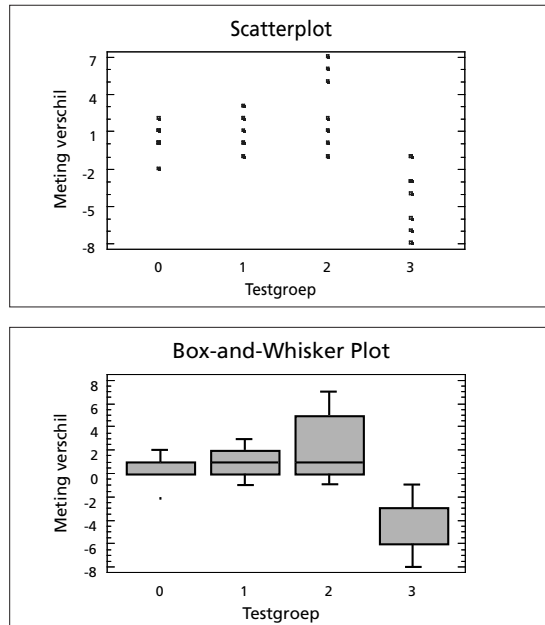 Scatterplot
7
4
1
-2
-5
-8
Meting verschil
0 1 2 3
Testgroep
Box-and-Whisker Plot
8
6
4
2
0
-2
-4
-6
-8
Meting verschil
0 1 2 3
Testgroep